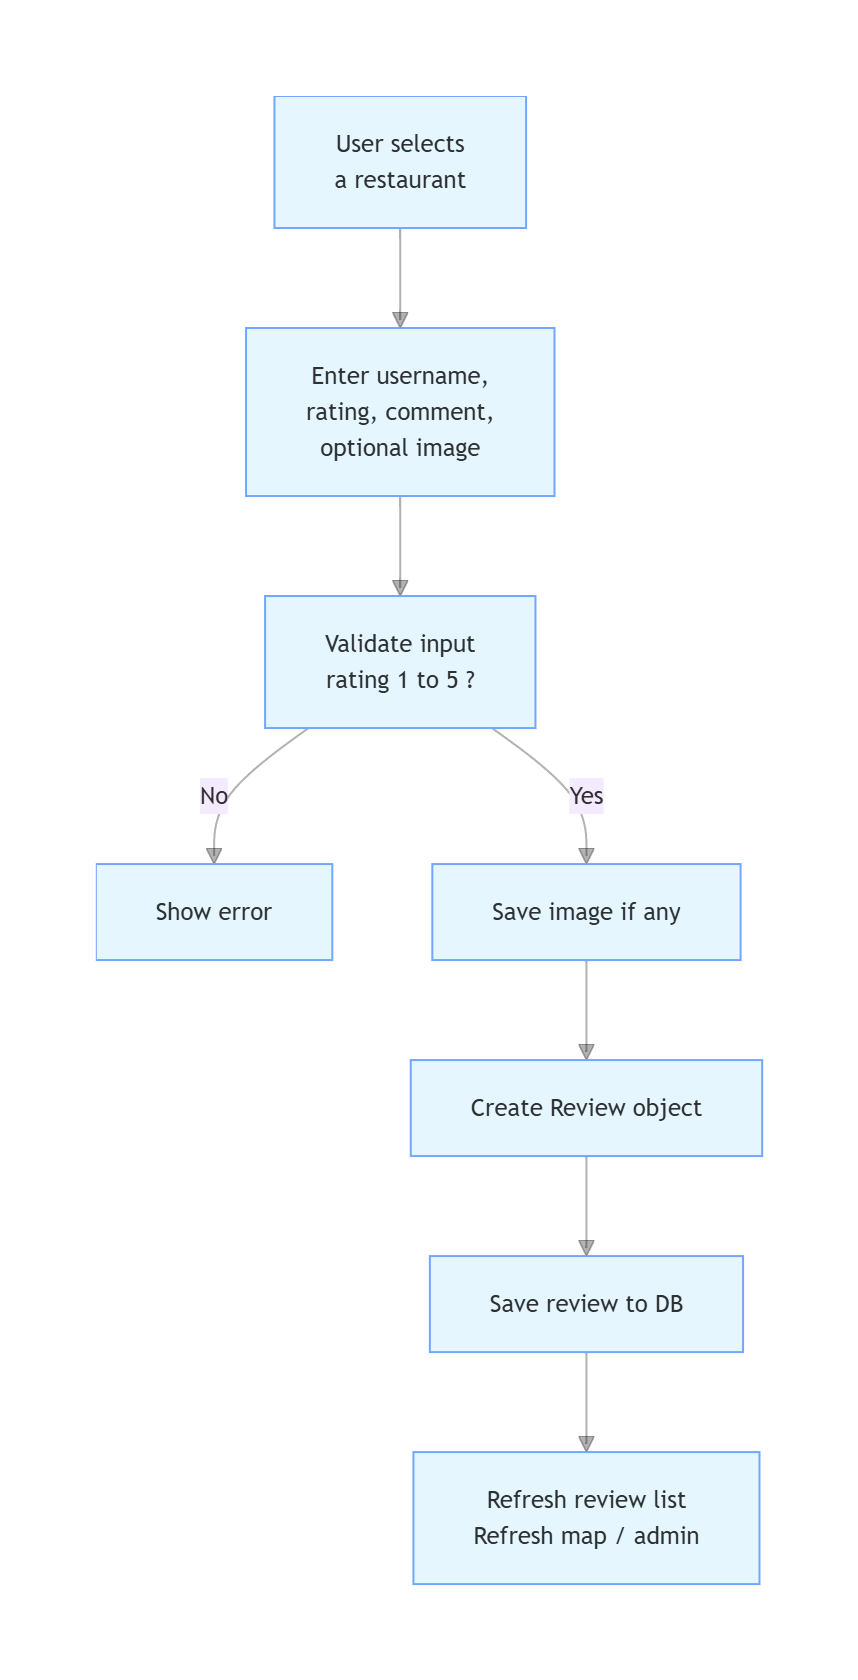 User selects
a restaurant
Enter username,
rating, comment,
optional image
Validate input
rating 1 to 5 ?
No
Yes
Show error
Save image if any
Create Review object
Save review to DB
Refresh review list
Refresh map / admin